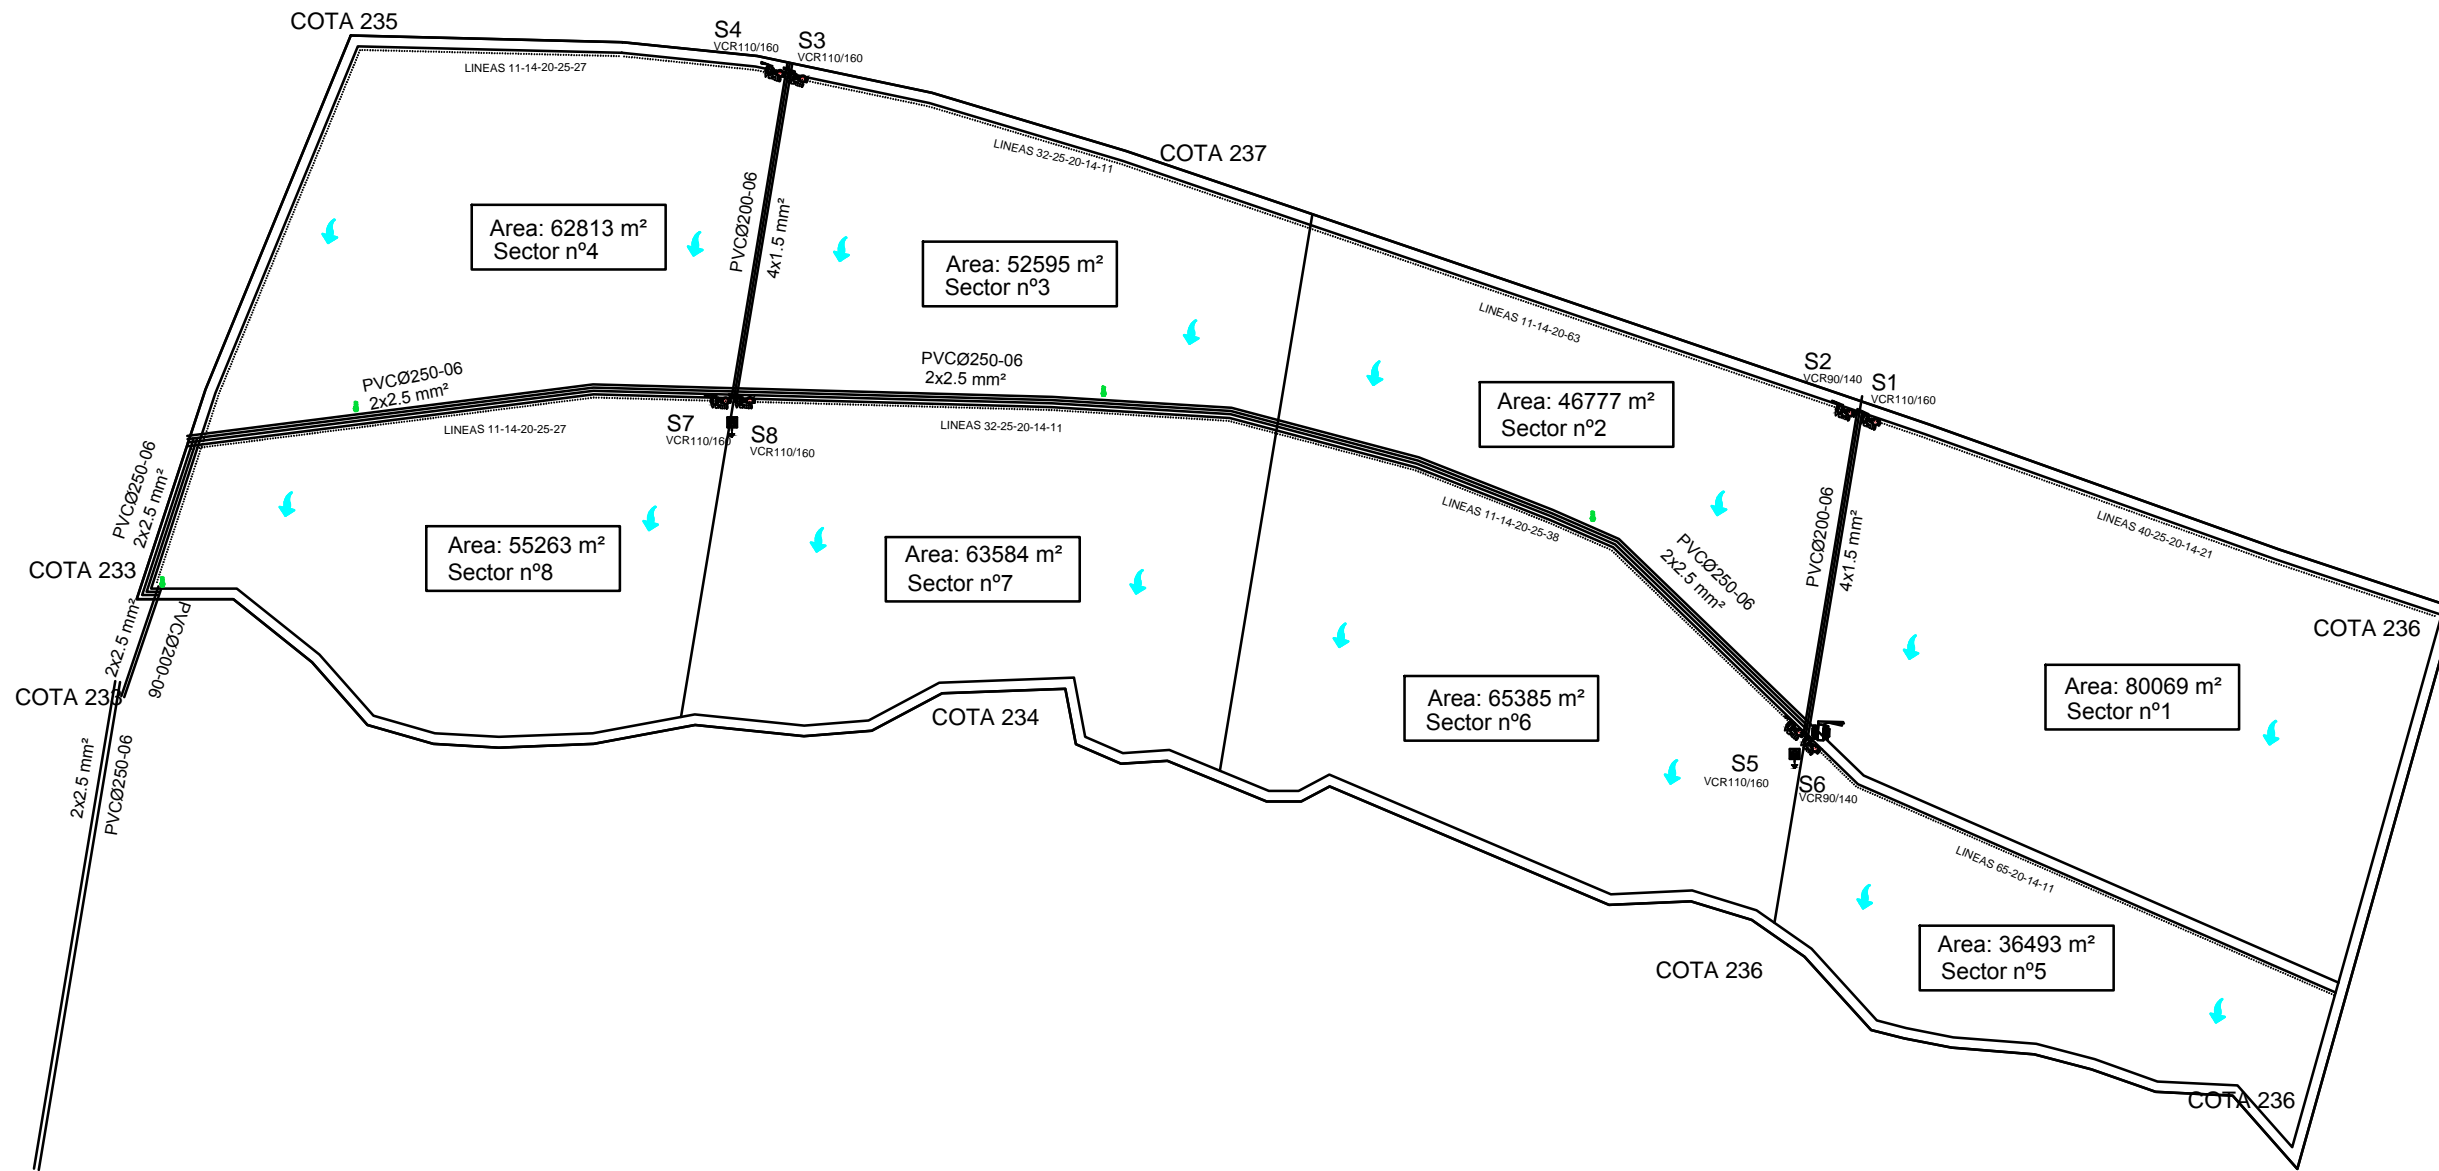 COTA 235
S4
VCR110/160
S3
VCR110/160
LINEAS 11-14-20-25-27
LINEAS 32-25-20-14-11
COTA 237
PVCØ200-06
4x1.5 mm²
Area: 62813 m²
Sector nº4
Area: 52595 m²
Sector nº3
LINEAS 11-14-20-63
PVCØ250-06
2x2.5 mm²
PVCØ250-06
2x2.5 mm²
S2
VCR90/140
S1
VCR110/160
Area: 46777 m²
Sector nº2
LINEAS 11-14-20-25-27
S7
VCR110/160
S8
VCR110/160
LINEAS 32-25-20-14-11
LINEAS 11-14-20-25-38
PVCØ250-06
2x2.5 mm²
PVCØ200-06
4x1.5 mm²
LINEAS 40-25-20-14-21
PVCØ250-06
2x2.5 mm²
COTA 233
Area: 55263 m²
Sector nº8
Area: 63584 m²
Sector nº7
COTA 236
2x2.5 mm²
PVCØ200-06
COTA 233
COTA 234
Area: 65385 m²
Sector nº6
Area: 80069 m²
Sector nº1
2x2.5 mm²
PVCØ250-06
S5
VCR110/160
S6
VCR90/140
LINEAS 65-20-14-11
COTA 236
Area: 36493 m²
Sector nº5
COTA 236